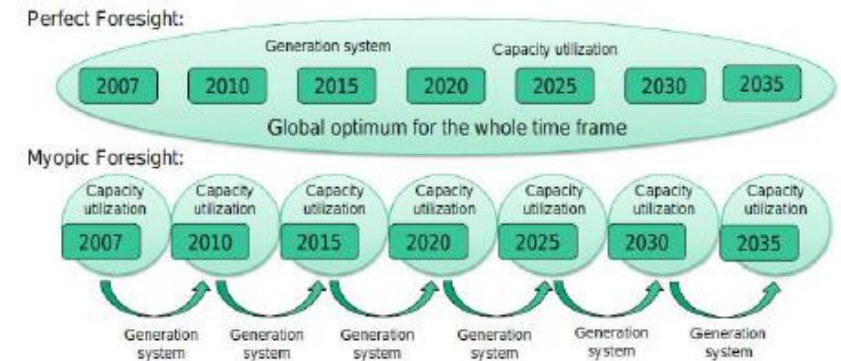 Perfect Foresight:
Generation system
Capacity utilization
2007 2010 2015 2020 2025 2030 2035
Global optimum for the whole time frame
Myopic Foresight:
Capacity utilization
Capacity utilization
Capacity utilization
Capacity utilization
Capacity utilization
Capacity utilization
Capacity utilization
2007 2010 2015 2020 2025 2030 2035
Generation system
Generation system
Generation system
Generation system
Generation system
Generation system